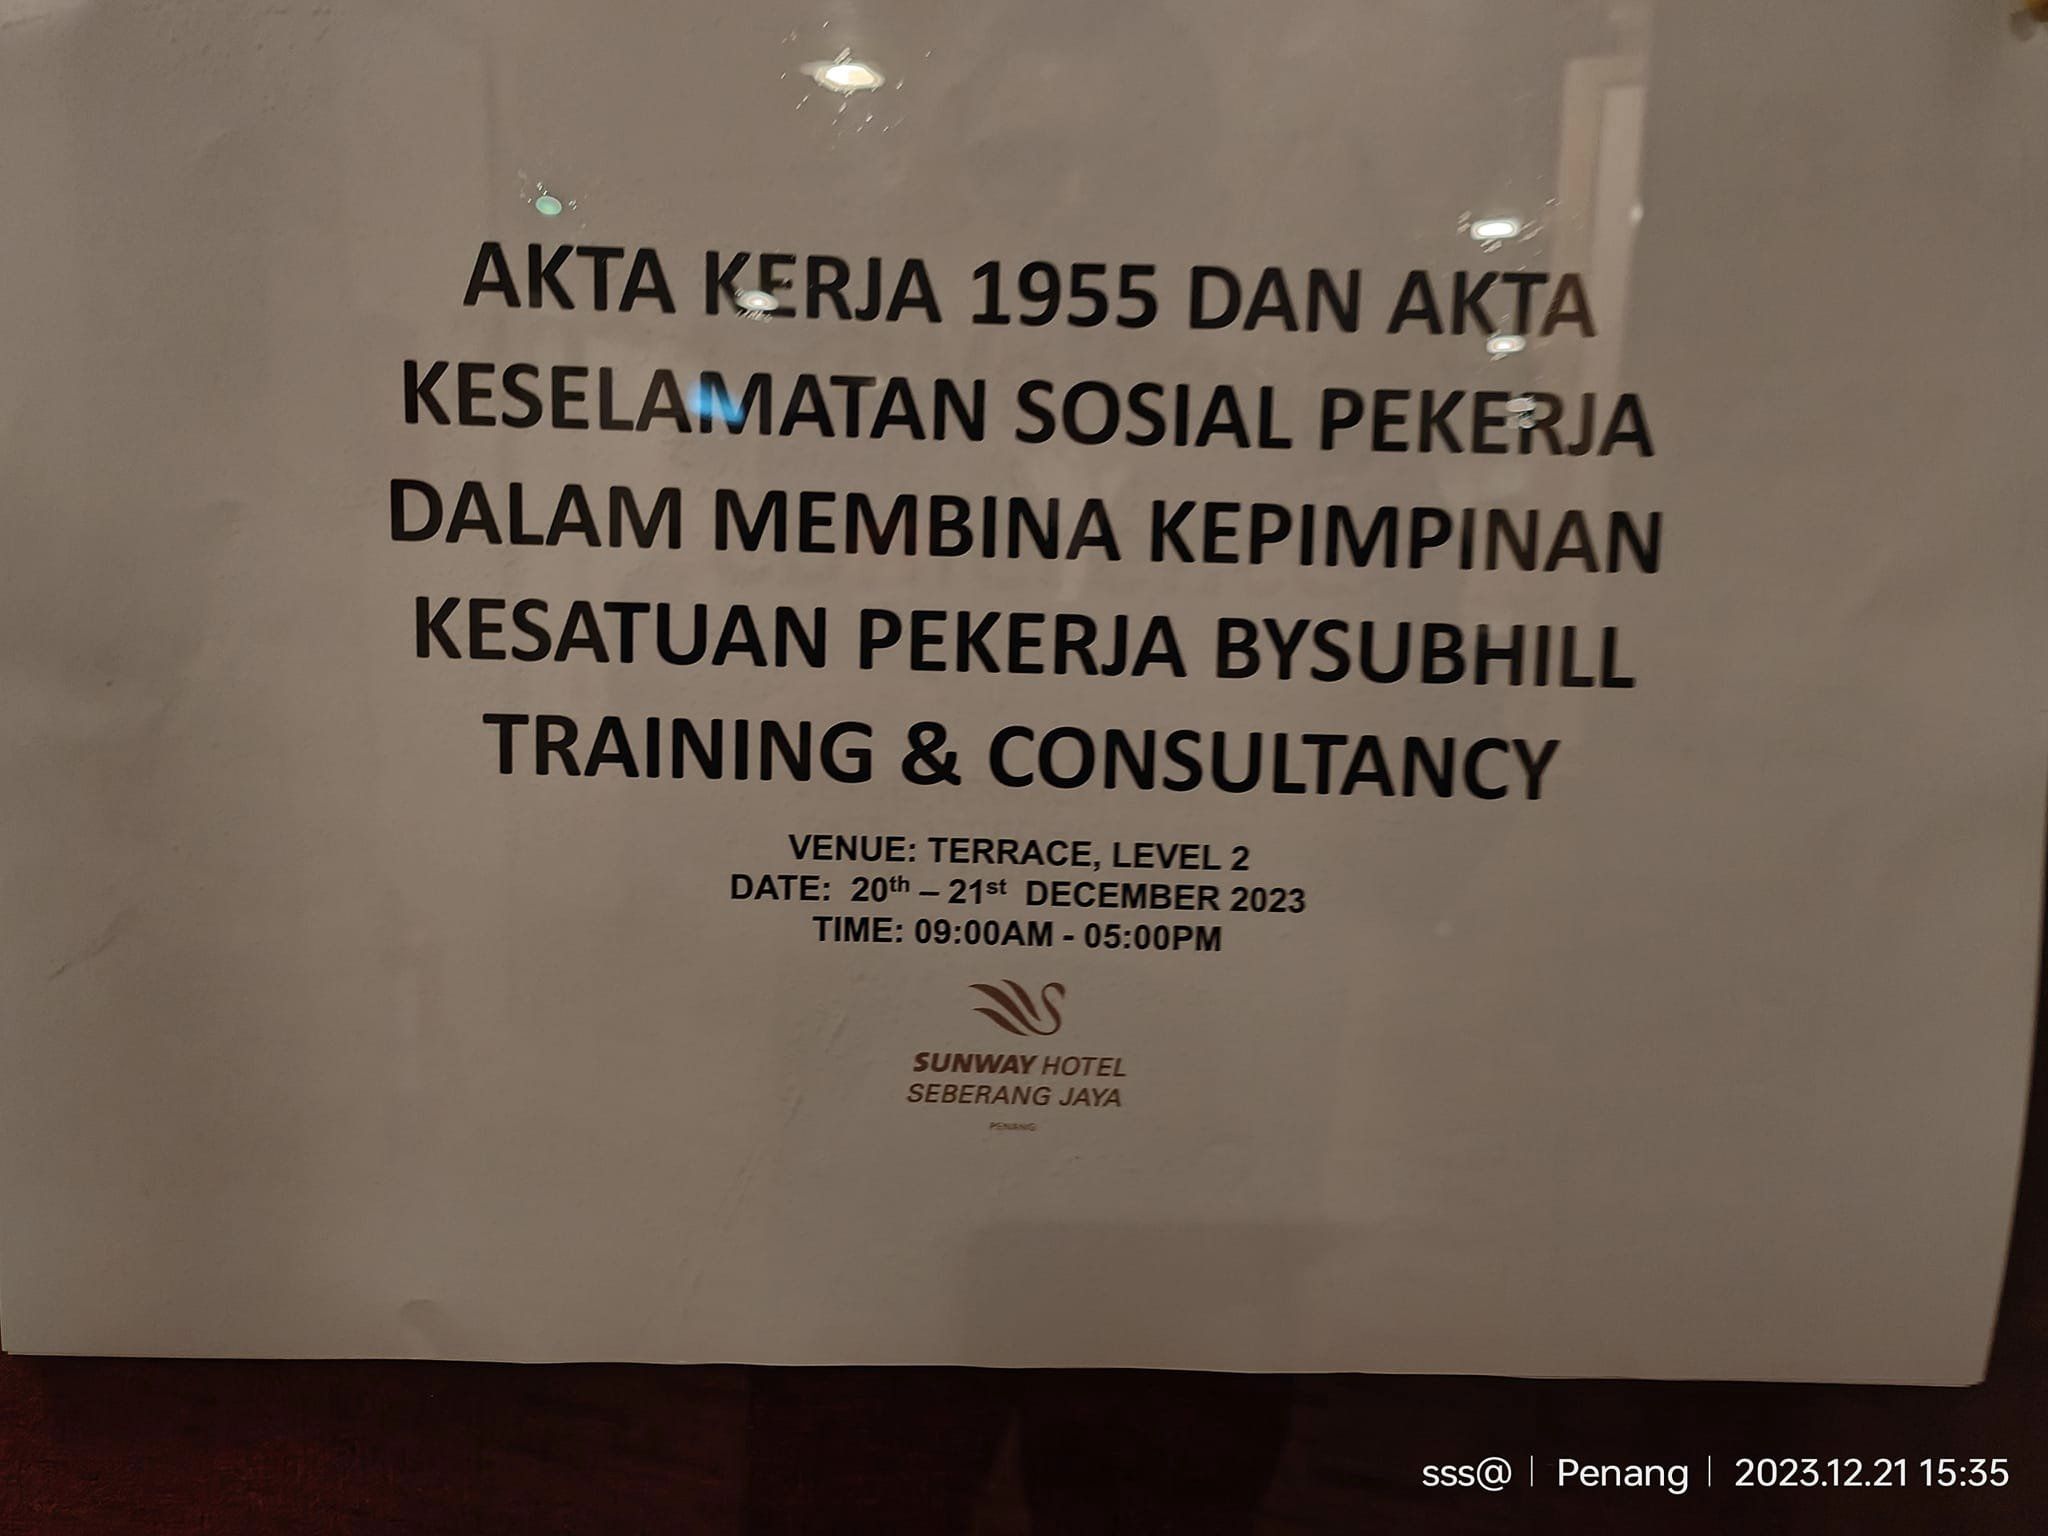 AKTA KERJA 1955 DAN AKTA
KESELAMATAN SOSIAL PEKERJA
DALAM MEMBINA KEPIMPINAN
KESATUAN PEKERJA BYSUBHILL
TRAINING & CONSULTANCY
VENUE: TERRACE, LEVEL 2
DATE: 20th – 21st DECEMBER 2023
TIME: 09:00AM - 05:00PM
SUNWAY HOTEL
SEBERANG JAYA
PENANG
sss@ | Penang | 2023.12.21 15:35